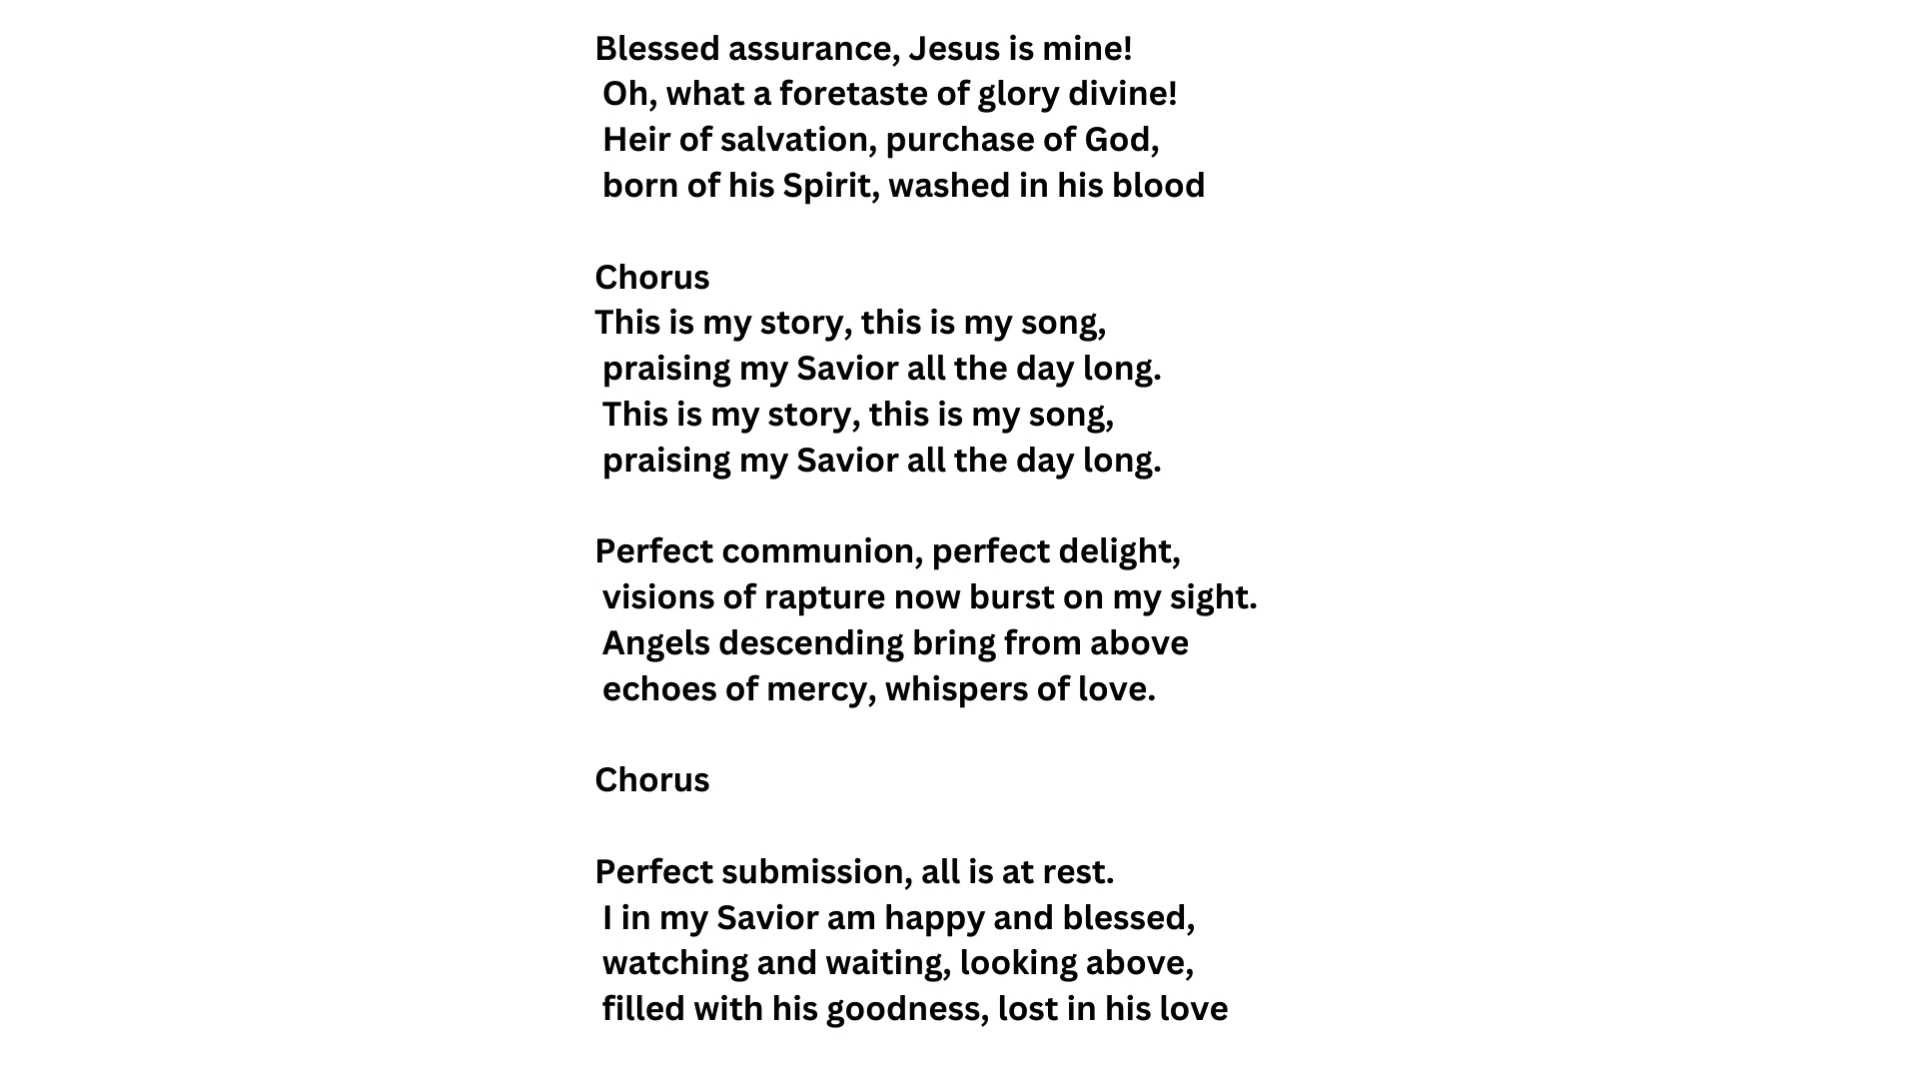 Blessed assurance, Jesus is mine!
Oh, what a foretaste of glory divine!
Heir of salvation, purchase of God,
born of his Spirit, washed in his blood

Chorus
This is my story, this is my song,
praising my Savior all the day long.
This is my story, this is my song,
praising my Savior all the day long.

Perfect communion, perfect delight,
visions of rapture now burst on my sight.
Angels descending bring from above
echoes of mercy, whispers of love.

Chorus

Perfect submission, all is at rest.
I in my Savior am happy and blessed,
watching and waiting, looking above,
filled with his goodness, lost in his love